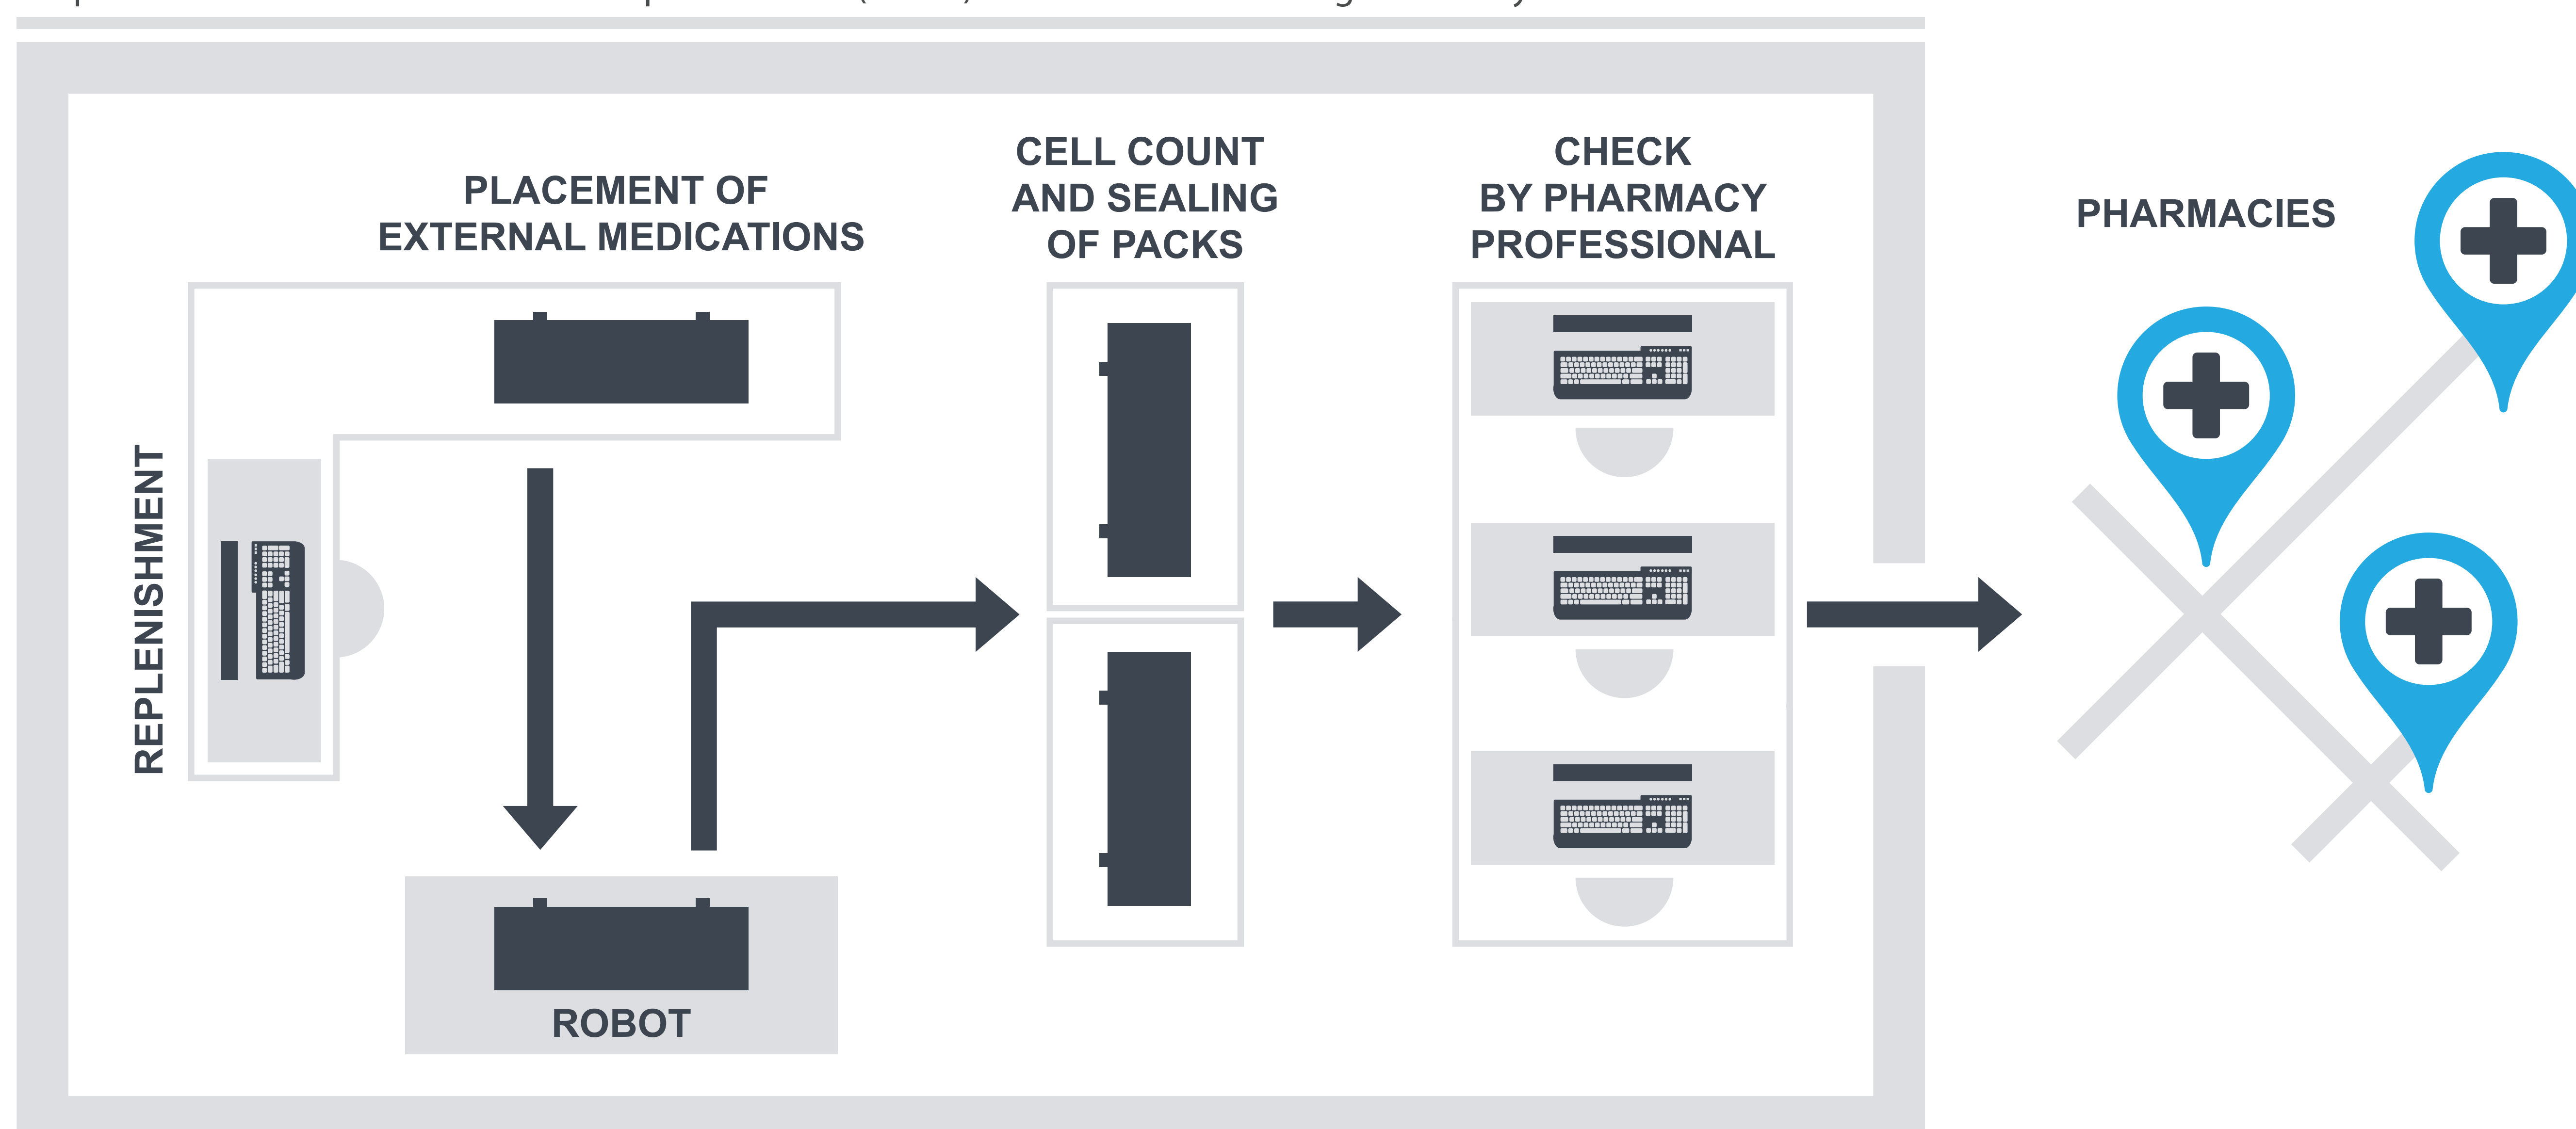 PLACEMENT OF
EXTERNAL MEDICATIONS
CELL COUNT
AND SEALING
OF PACKS
CHECK
BY PHARMACY
PROFESSIONAL
PHARMACIES
REPLENISHMENT
ROBOT